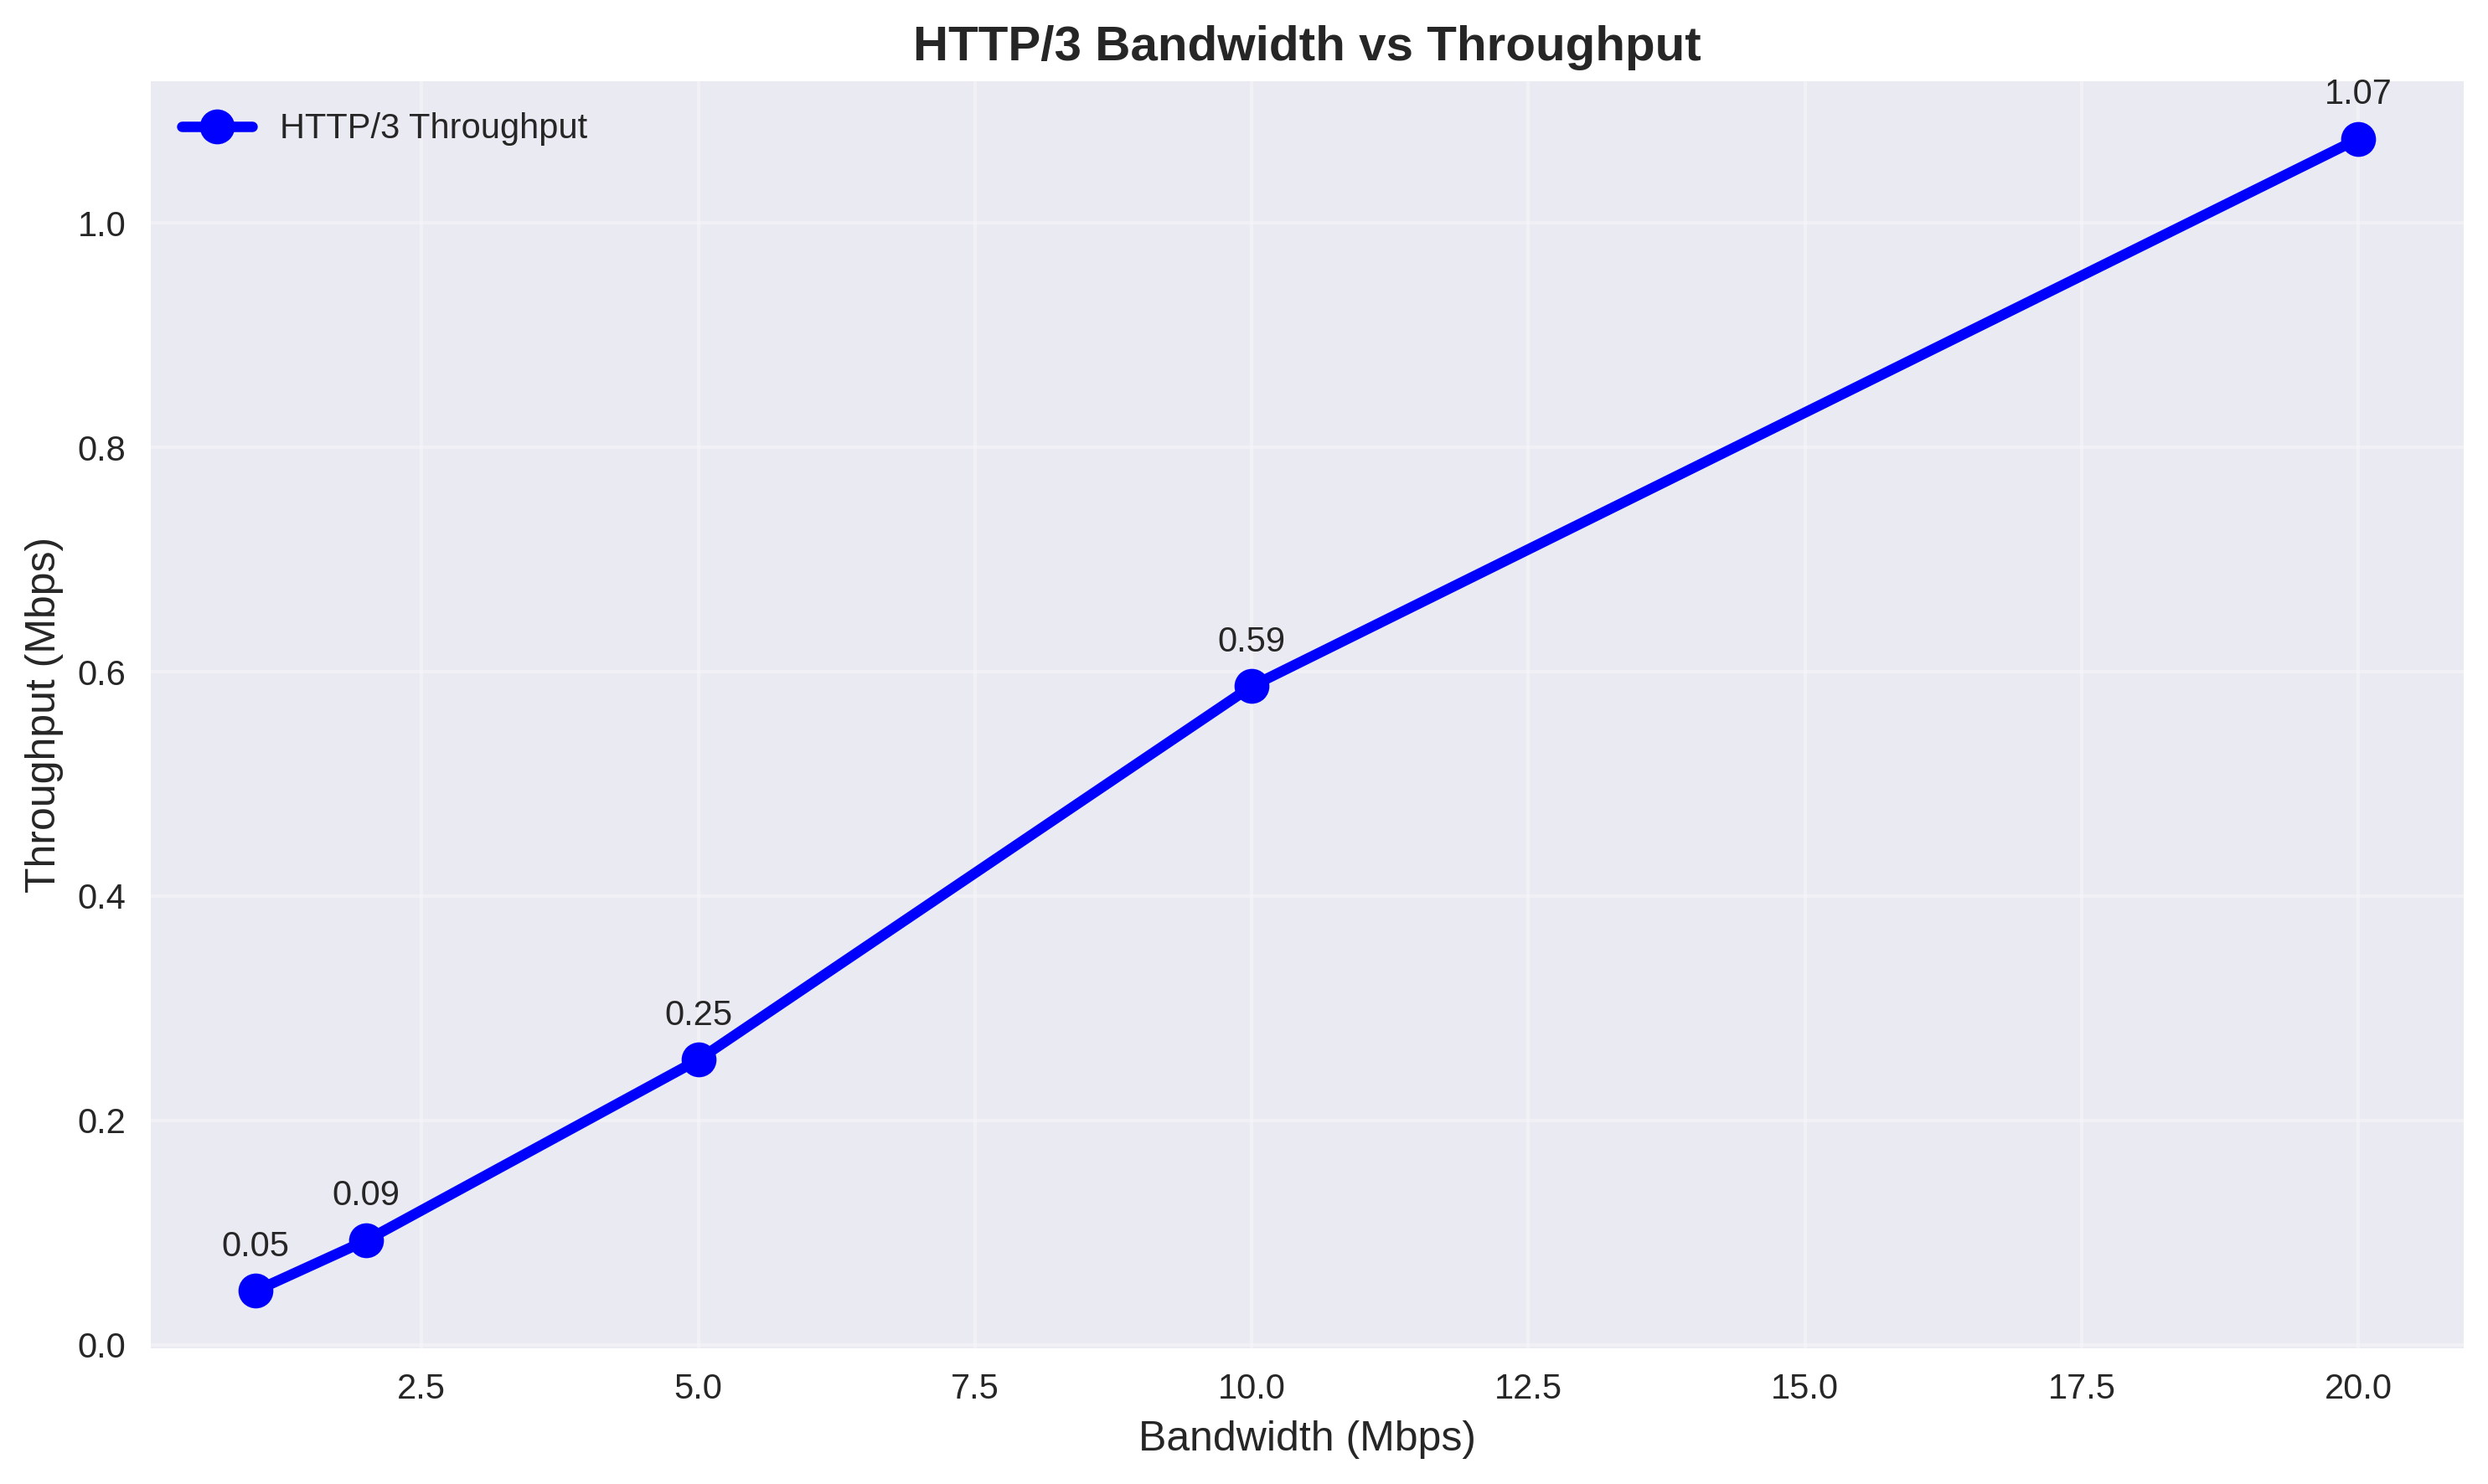 HTTP/3 Bandwidth vs Throughput
HTTP/3 Throughput
1.07
0.59
0.25
0.09
0.05
Throughput (Mbps)
1.0
0.8
0.6
0.4
0.2
0.0
2.5 5.0 7.5 10.0 12.5 15.0 17.5 20.0
Bandwidth (Mbps)